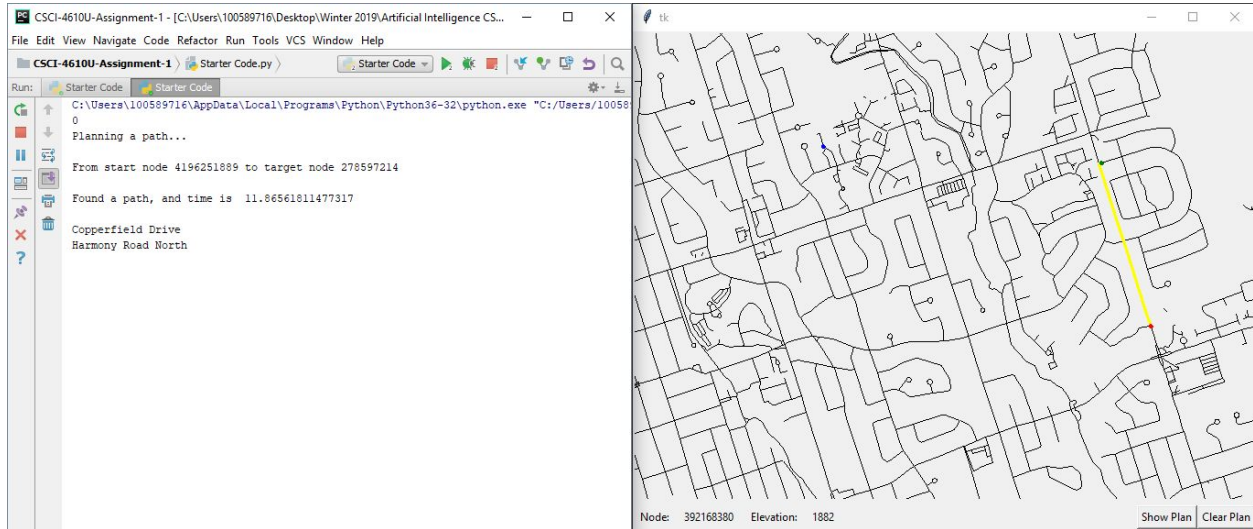 CSCI-4610U-Assignment-1 - [C:\Users\100589716\Desktop\Winter 2019\Artificial Intelligence CS...
File Edit View Navigate Code Refactor Run Tools VCS Window Help
CSCI-4610U-Assignment-1 Starter Code.py Starter Code
Run: Starter Code Starter Code
C:\Users\100589716\AppData\Local\Programs\Python\Python36-32\python.exe "C:/Users/10058
0
Planning a path...
From start node 4196251889 to target node 278597214
Found a path, and time is 11.86561811477317
Copperfield Drive
Harmony Road North
tk
Node: 392168380 Elevation: 1882 Show Plan Clear Plan